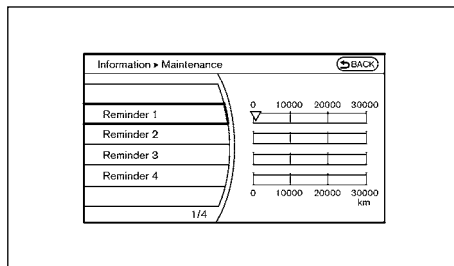 Information ▸ Maintenance
BACK
0 10000 20000 30000
Reminder 1
Reminder 2
Reminder 3
Reminder 4
0 10000 20000 30000
km
1/4